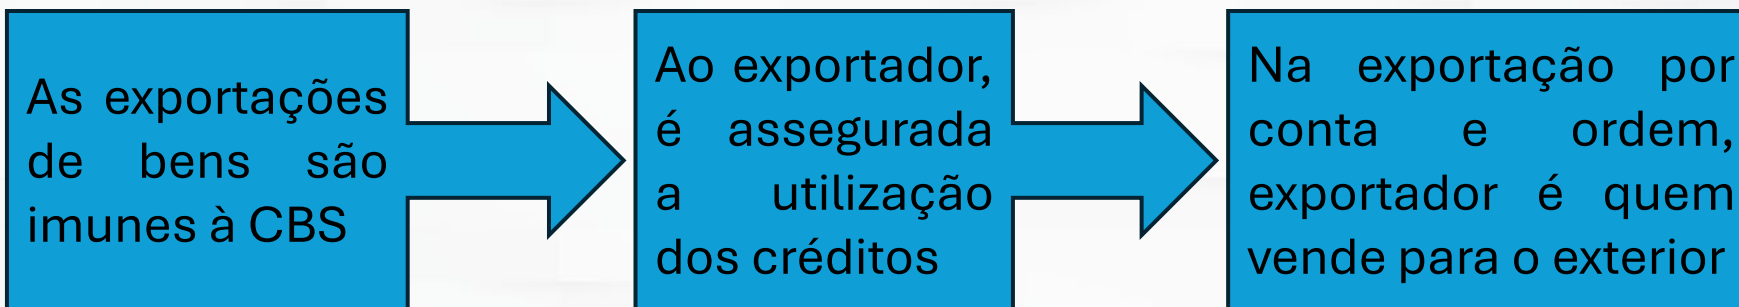 As exportações
de bens são
imunes à CBS
Ao exportador,
é assegurada
a utilização
dos créditos
Na exportação por
conta e ordem,
exportador é quem
vende para o exterior